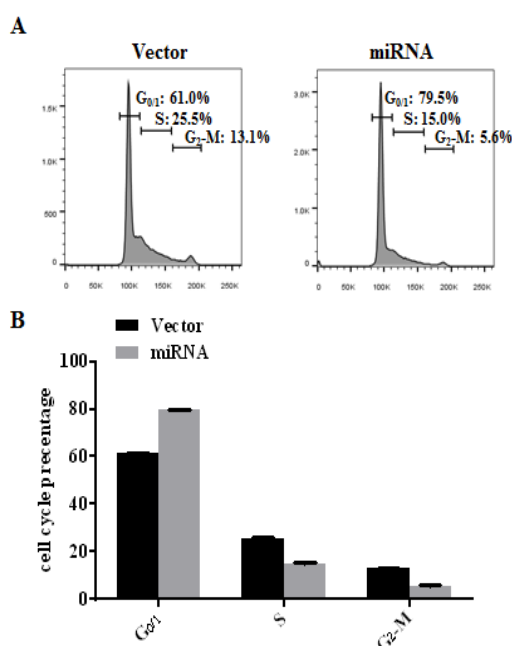 A
Vector
miRNA
G0/1: 61.0%
S: 25.5%
G2-M: 13.1%
1.5K
1.0K
500
0
0
50K
100K
150K
200K
250K
G0/1: 79.5%
S: 15.0%
G2-M: 5.6%
3.0K
2.0K
1.0K
0
0
50K
100K
150K
200K
250K
B
Vector
miRNA
cell cycle precentage
100
80
60
40
20
0
G0/1
S
G2-M